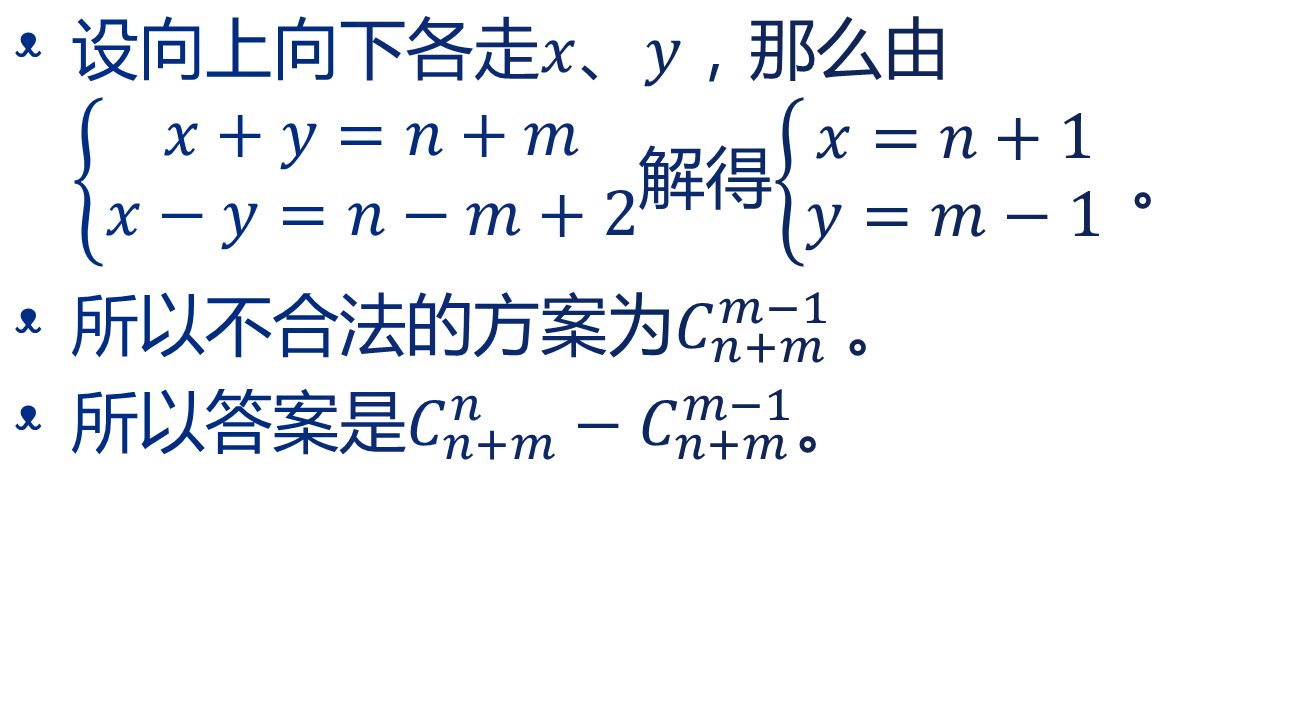 设向上向下各走x、y，那么由
{x + y = n + m
x − y = n − m + 2 解得 {x = n + 1
y = m − 1 。
所以不合法的方案为C_{n+m}^{m−1} 。
所以答案是C_{n+m}^{n} − C_{n+m}^{m−1}。